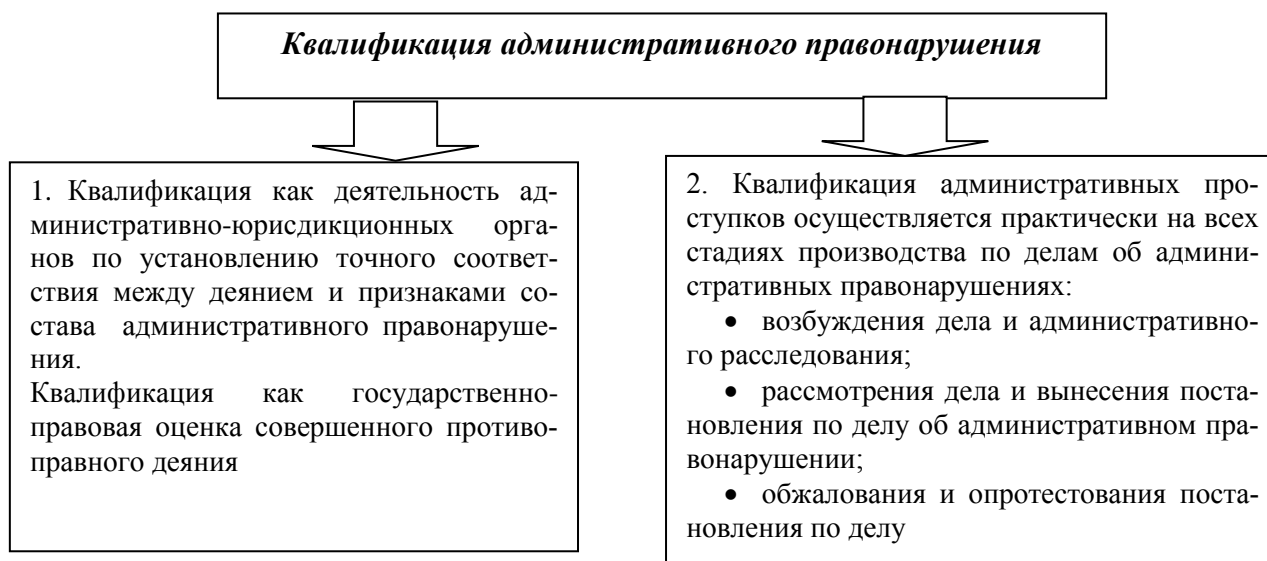 Квалификация административного правонарушения
1. Квалификация как деятельность ад-
министративно-юрисдикционных орга-
нов по установлению точного соответ-
ствия между деянием и признаками со-
става административного правонаруше-
ния.
Квалификация как государственно-
правовая оценка совершенного противо-
правного деяния
2. Квалификация административных про-
ступков осуществляется практически на всех
стадиях производства по делам об админи-
стративных правонарушениях:
• возбуждения дела и административно-
го расследования;
• рассмотрения дела и вынесения поста-
новления по делу об административном пра-
вонарушении;
• обжалования и опротестования поста-
новления по делу